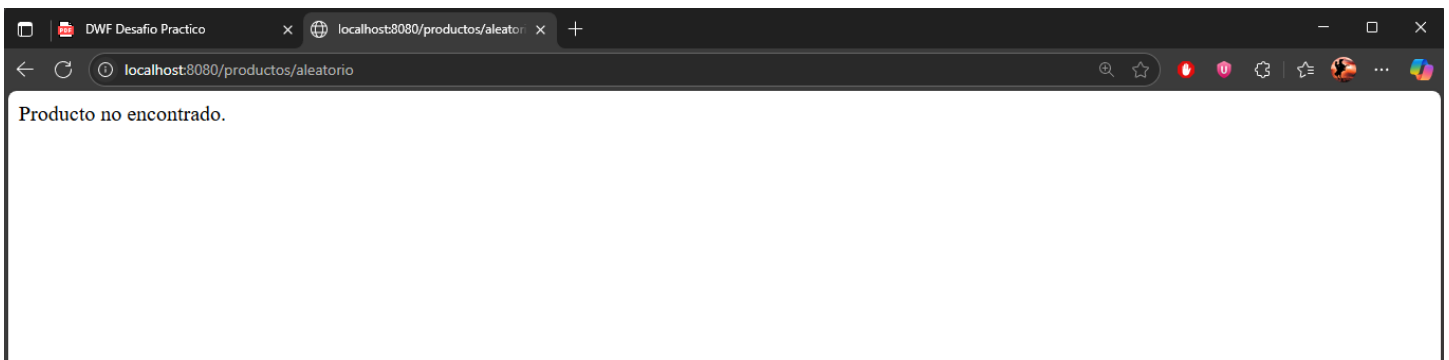 DWF Desafio Practico
localhost:8080/productos/aleatori
localhost:8080/productos/aleatorio
Producto no encontrado.